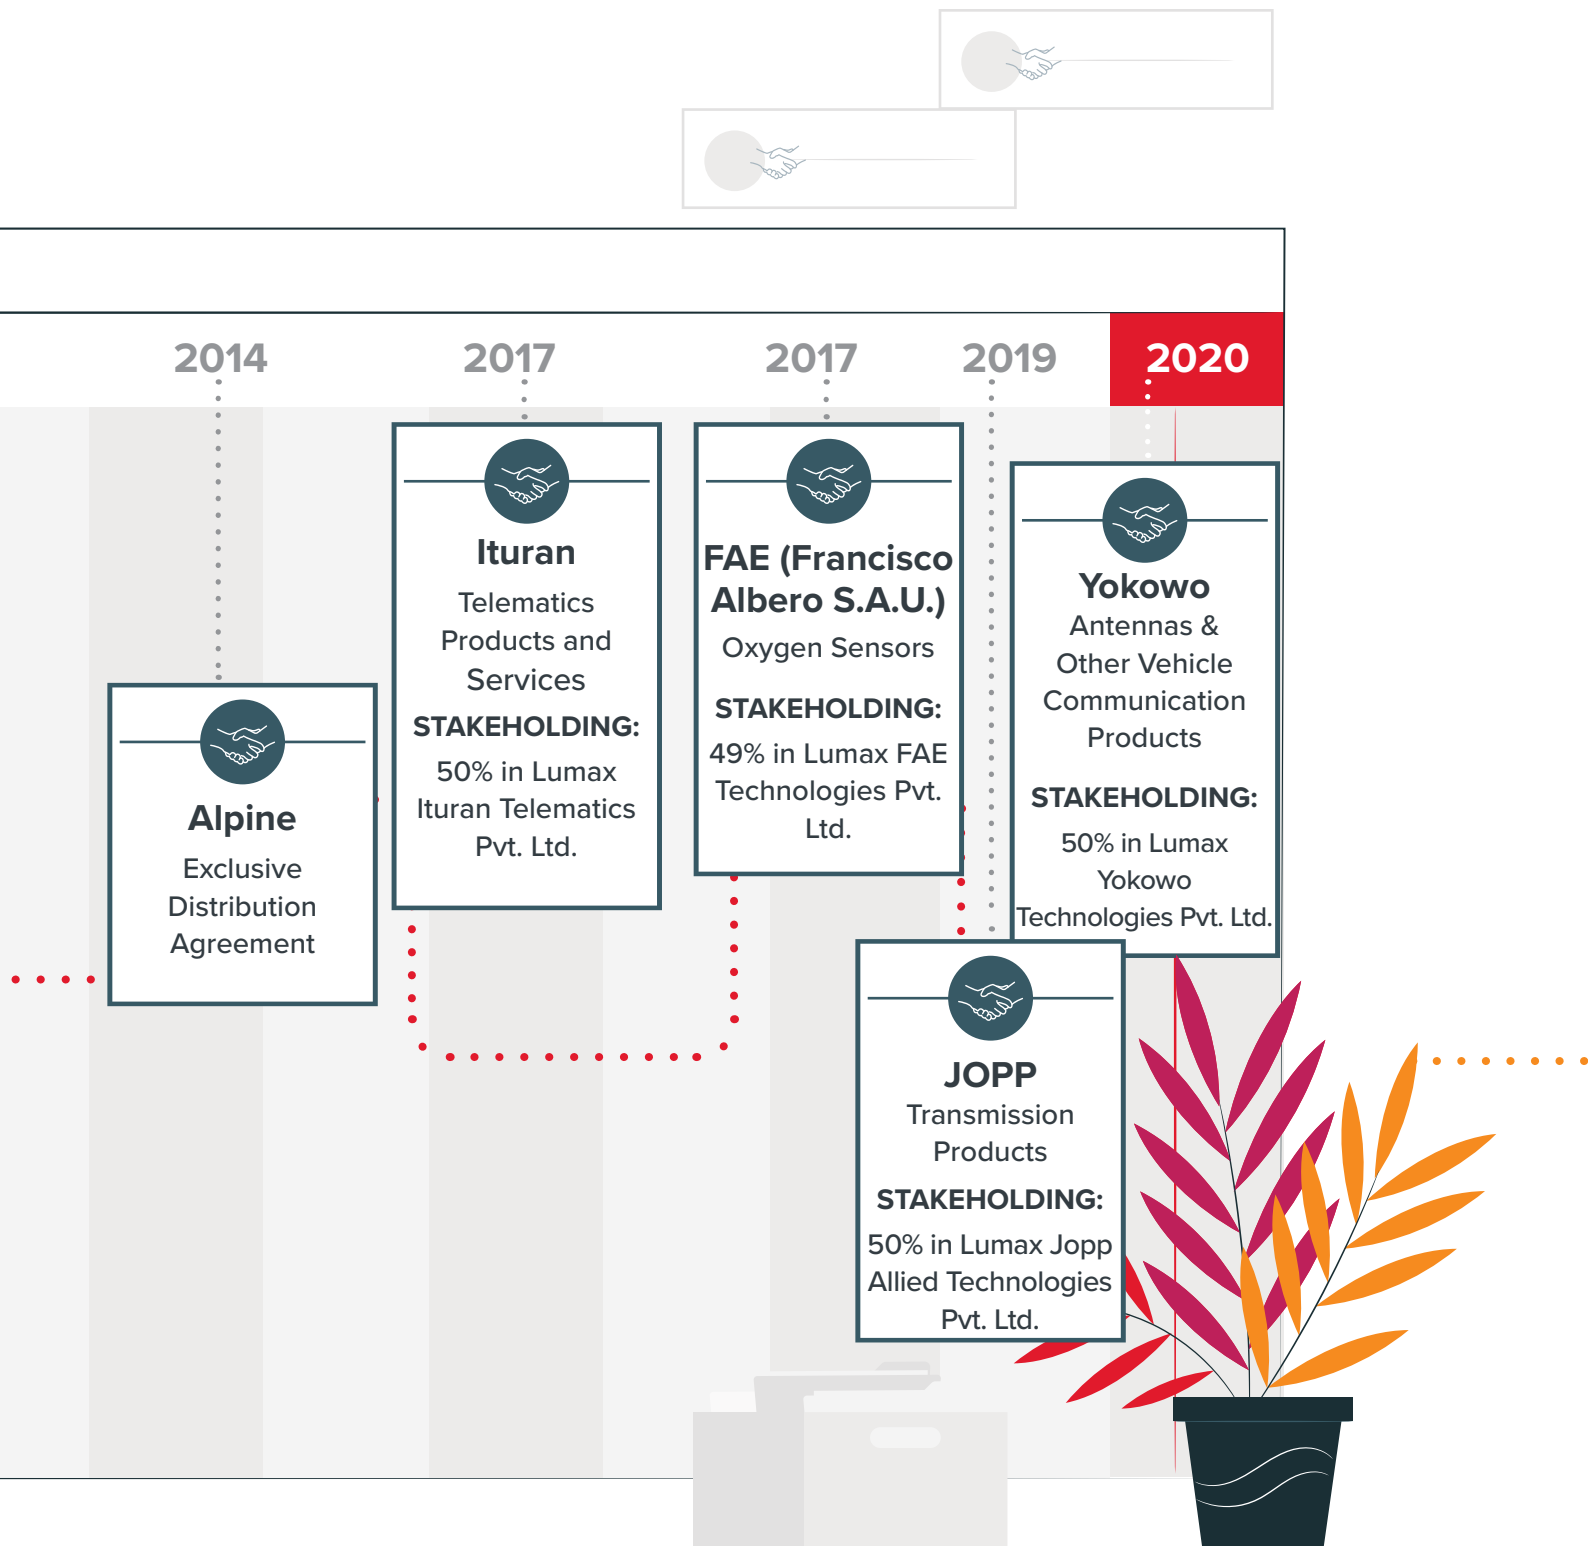 2014
2017
2017
2019
2020
Alpine
Exclusive
Distribution
Agreement
Ituran
Telematics
Products and
Services
STAKEHOLDING:
50% in Lumax
Ituran Telematics
Pvt. Ltd.
FAE (Francisco
Albero S.A.U.)
Oxygen Sensors
STAKEHOLDING:
49% in Lumax FAE
Technologies Pvt.
Ltd.
JOPP
Transmission
Products
STAKEHOLDING:
50% in Lumax Jopp
Allied Technologies
Pvt. Ltd.
Yokowo
Antennas &
Other Vehicle
Communication
Products
STAKEHOLDING:
50% in Lumax
Yokowo
Technologies Pvt. Ltd.